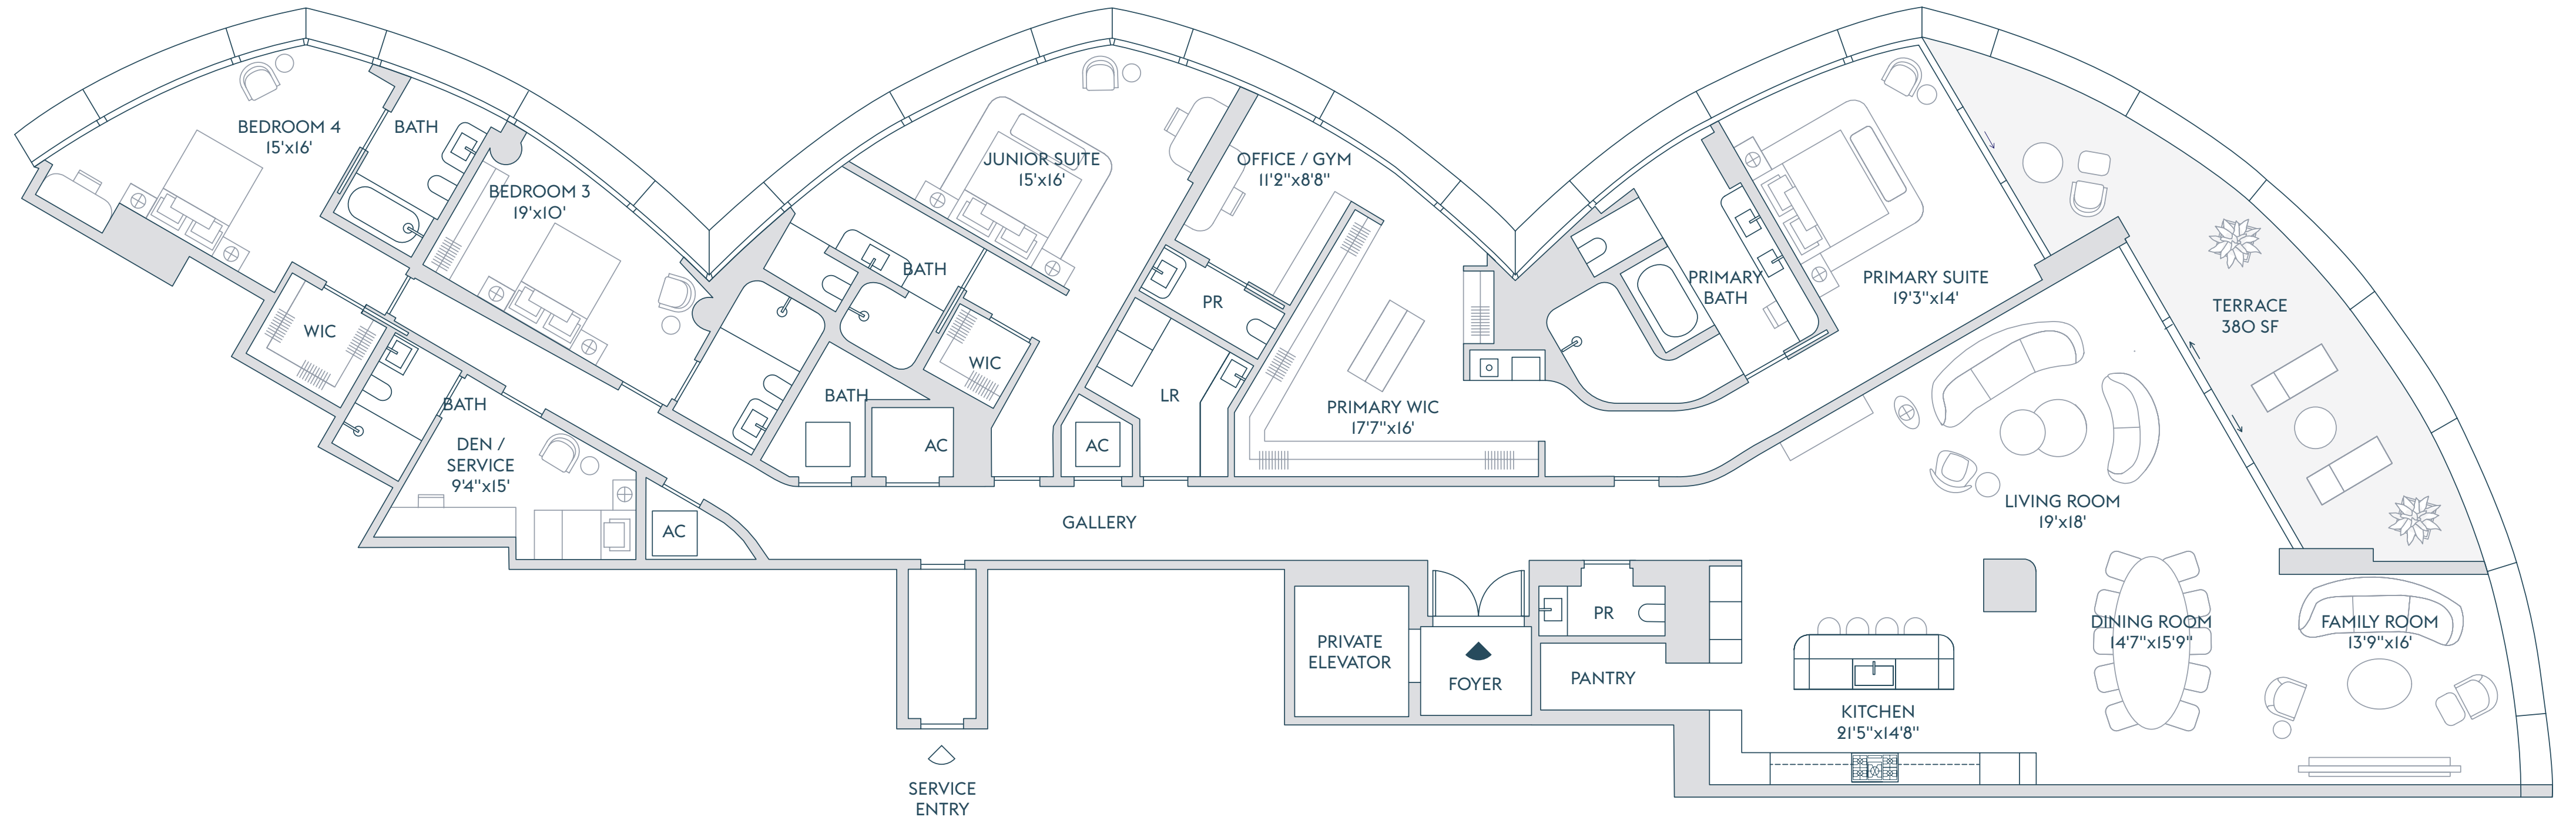 BEDROOM 4
15'x16'
BATH
BEDROOM 3
19'x10'
WIC
BATH
DEN /
SERVICE
9'4"x15'
AC
JUNIOR SUITE
15'x16'
BATH
WIC
BATH
AC
OFFICE / GYM
11'2"x8'8"
PR
LR
AC
PRIMARY WIC
17'7"x16'
PRIMARY
BATH
PRIMARY SUITE
19'3"x14'
TERRACE
380 SF
LIVING ROOM
19'x18'
GALLERY
PRIVATE
ELEVATOR
FOYER
PR
PANTRY
KITCHEN
21'5"x14'8"
DINING ROOM
14'7"x15'9"
FAMILY ROOM
13'9"x16'
SERVICE
ENTRY